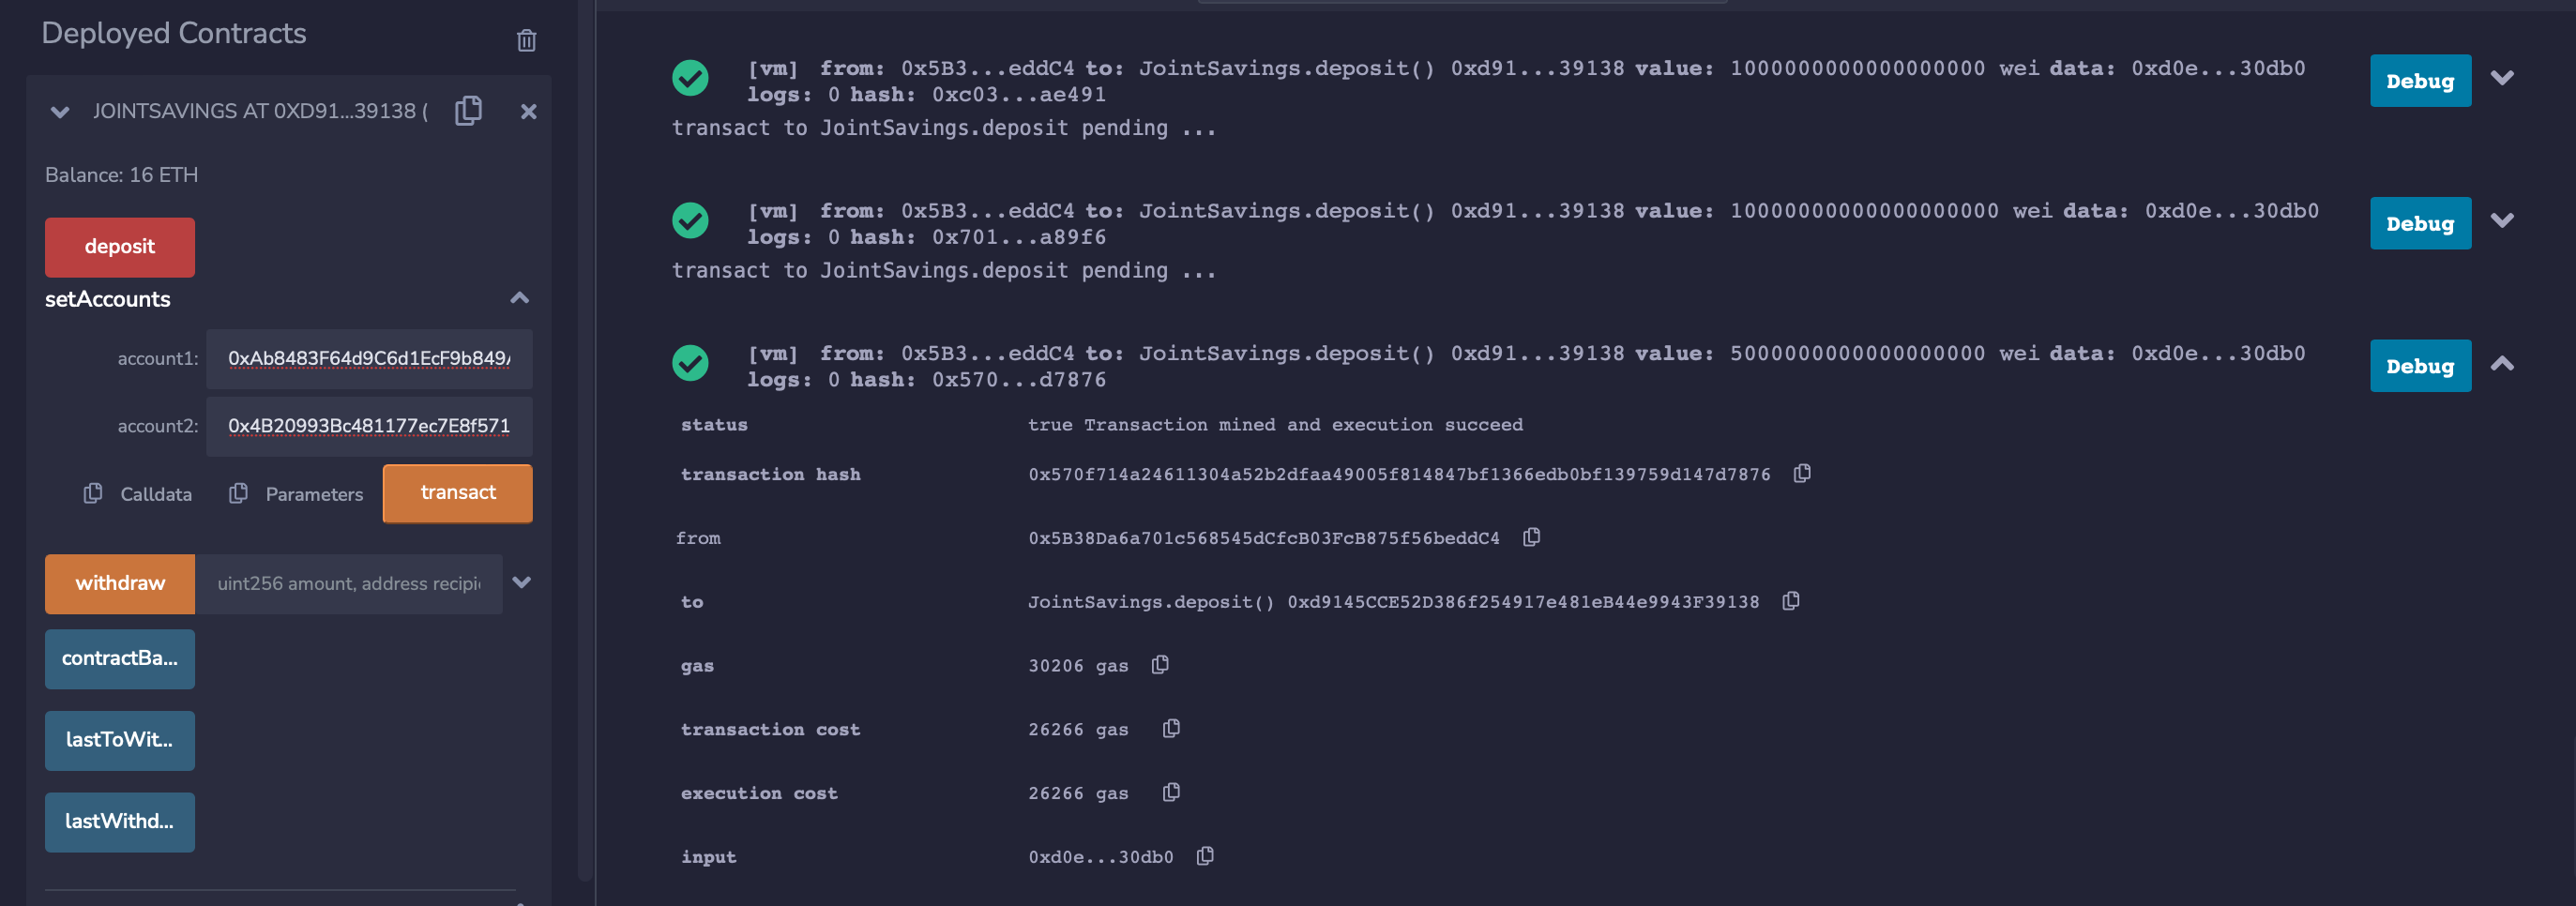 Deployed Contracts
JOINTSAVINGS AT 0XD91...39138 (
Balance: 16 ETH
deposit
setAccounts
account1: 0xAb8483F64d9C6d1EcF9b849
account2: 0x4B20993Bc481177ec7E8f571
Calldata Parameters transact
withdraw uint256 amount, address recipi
contractBa...
lastToWit...
lastWithd...
[vm] from: 0x5B3...eddC4 to: JointSavings.deposit() 0xd91...39138 value: 1000000000000000000 wei data: 0xd0e...30db0
logs: 0 hash: 0xc03...ae491
Debug
transact to JointSavings.deposit pending ...
[vm] from: 0x5B3...eddC4 to: JointSavings.deposit() 0xd91...39138 value: 10000000000000000000 wei data: 0xd0e...30db0
logs: 0 hash: 0x701...a89f6
Debug
transact to JointSavings.deposit pending ...
[vm] from: 0x5B3...eddC4 to: JointSavings.deposit() 0xd91...39138 value: 5000000000000000000 wei data: 0xd0e...30db0
logs: 0 hash: 0x570...d7876
Debug
status true Transaction mined and execution succeed
transaction hash 0x570f714a24611304a52b2dfaa49005f814847bf1366edb0bf139759d147d7876
from 0x5B38Da6a701c568545dCfcB03FcB875f56beddC4
to JointSavings.deposit() 0xd9145CCE52D386f254917e481eB44e9943F39138
gas 30206 gas
transaction cost 26266 gas
execution cost 26266 gas
input 0xd0e...30db0